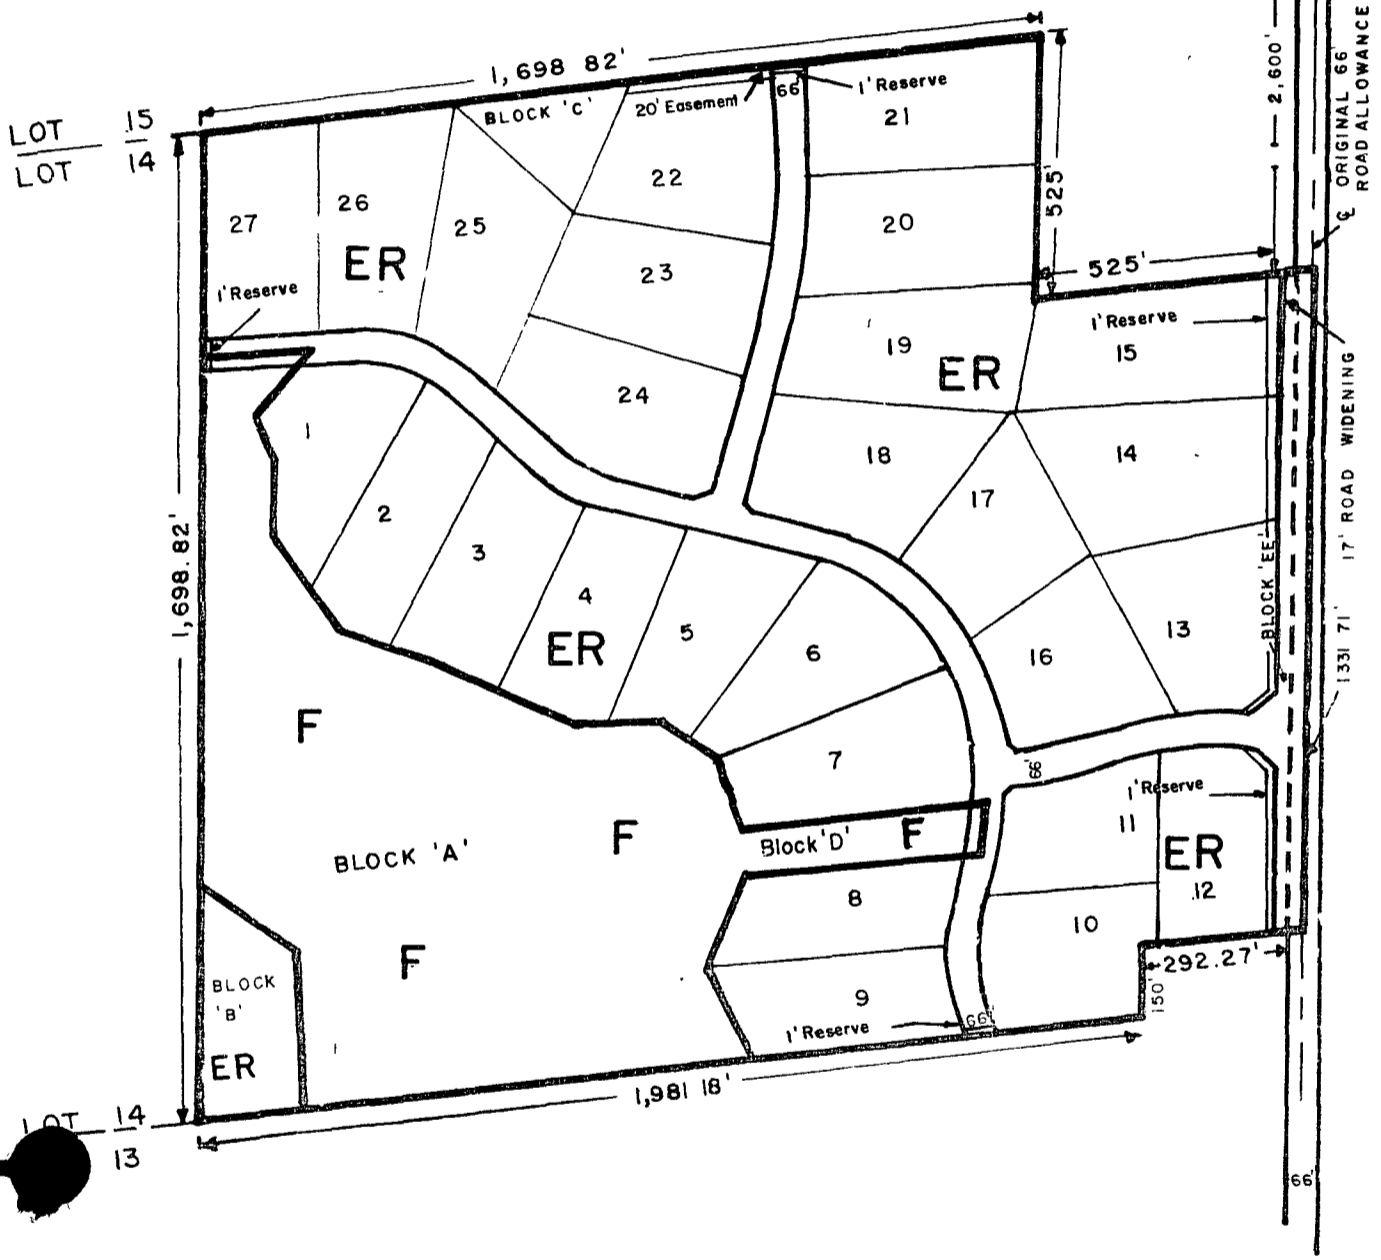 1,698 82'
LOT 15
LOT 14
BLOCK 'C'
20' Easement
66'
1' Reserve
21
2,600'
℄ ORIGINAL 66'
ROAD ALLOWANCE
22
20
525'
27
26
25
ER
23
525'
1' Reserve
1' Reserve
15
19
ER
24
1
18
14
17
17' ROAD WIDENING
2
3
1,698.82'
4
ER
5
6
16
13
BLOCK 'EE'
1331 71'
F
7
66'
1' Reserve
11
ER
12
BLOCK 'A'
F
Block 'D'
F
8
10
F
292.27'
150'
BLOCK
'B'
ER
9
1' Reserve
66'
1,981 18'
LOT 14
13
66'